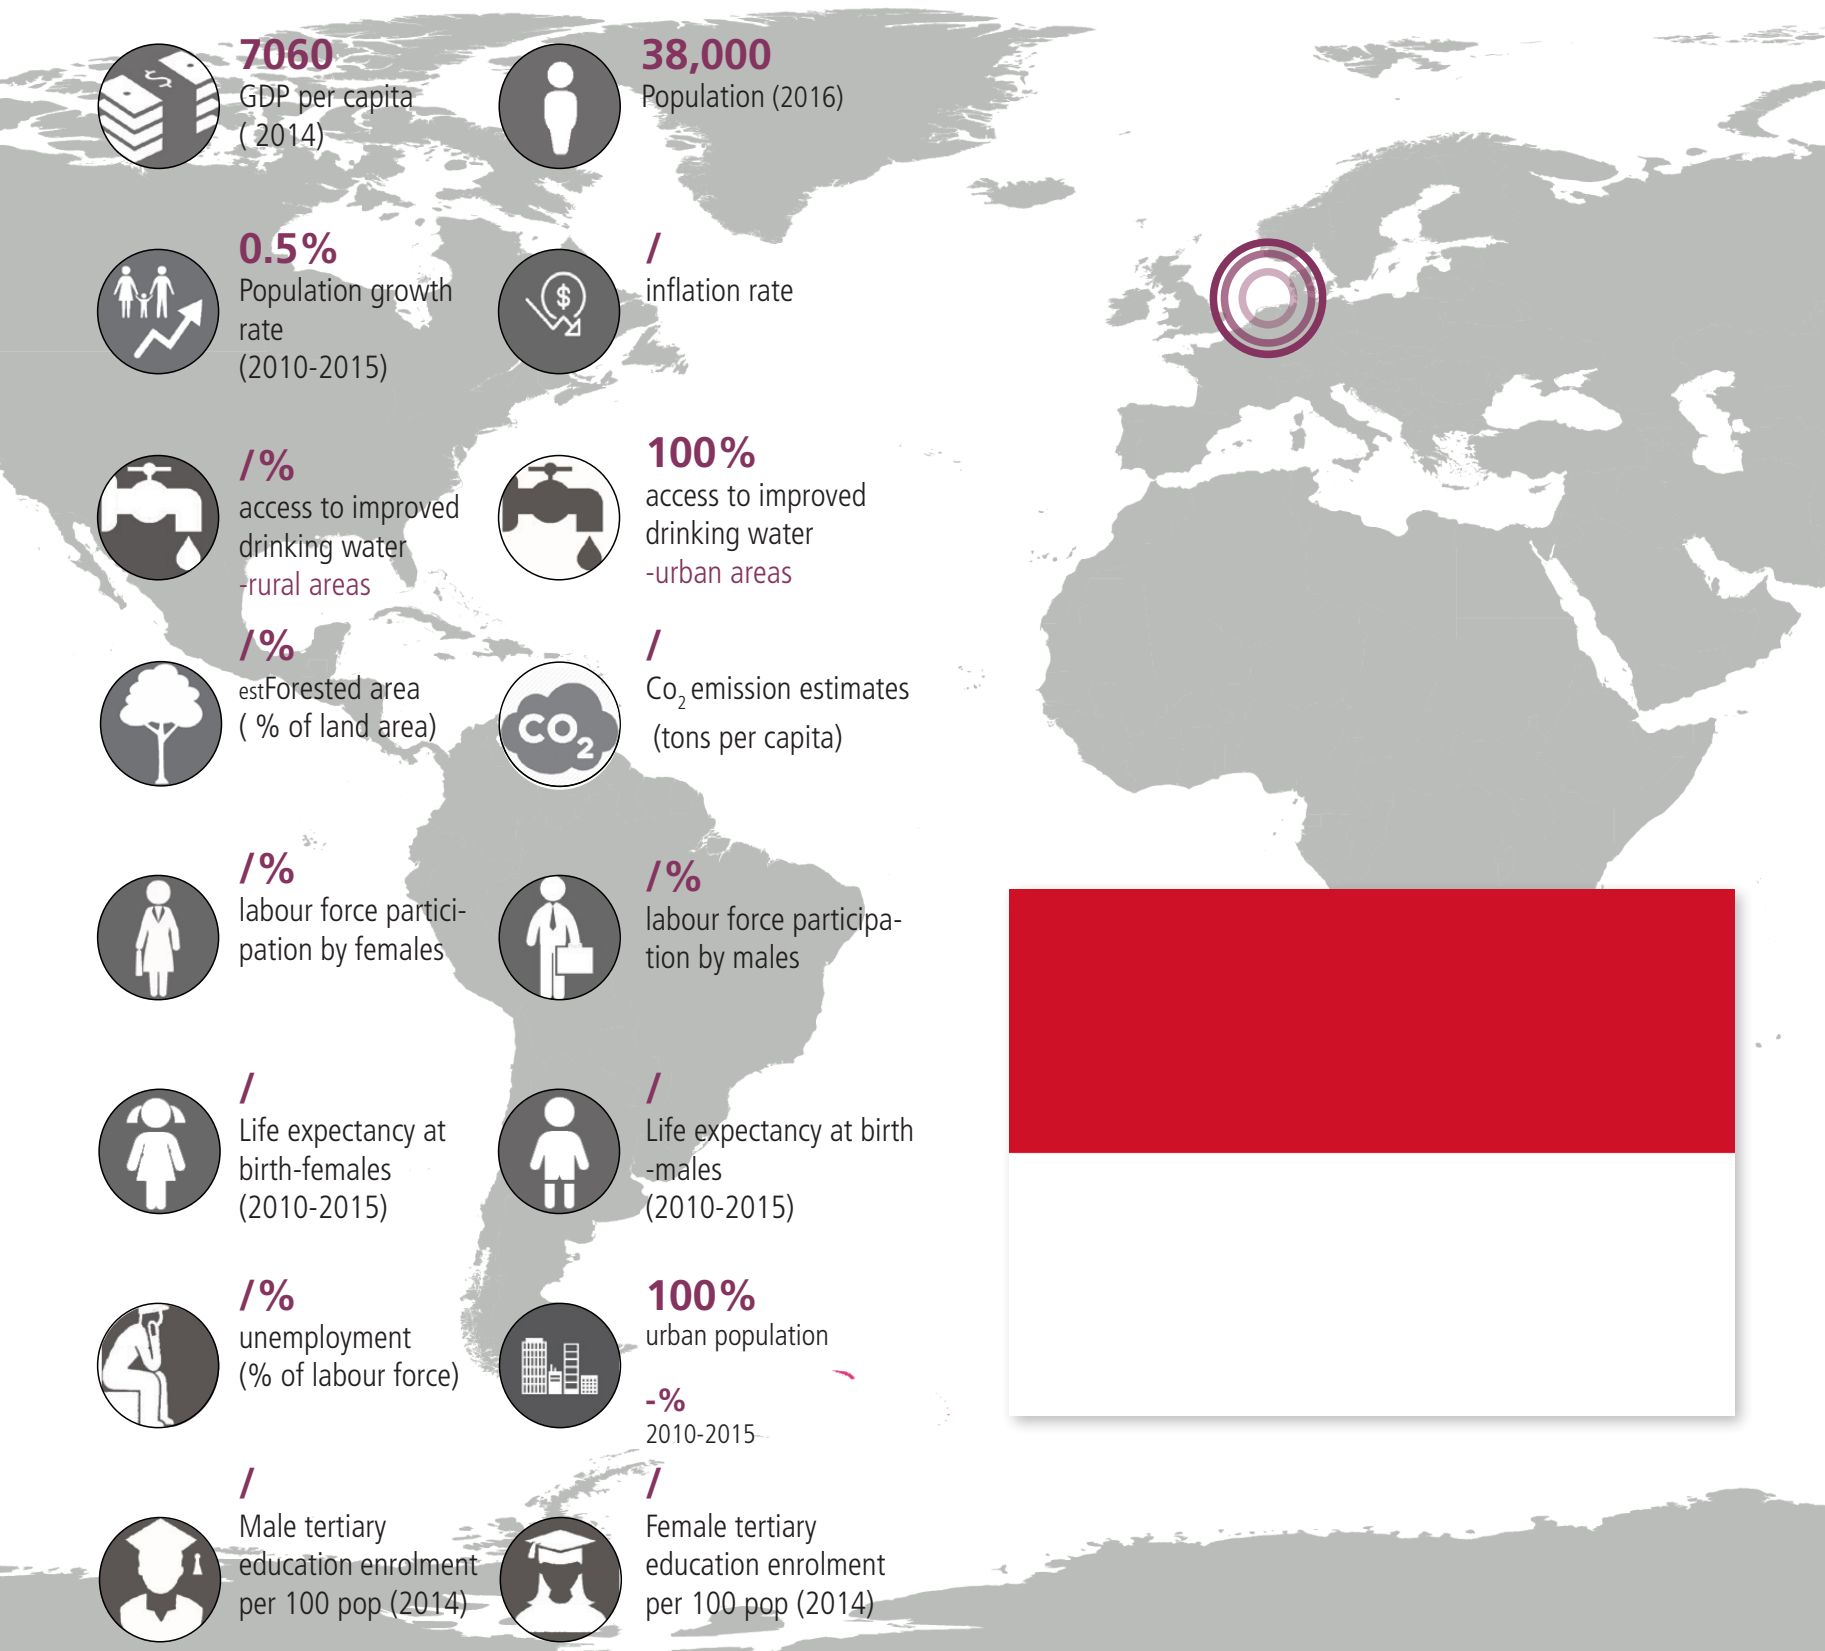 7060
GDP per capita
( 2014)
38,000
Population (2016)
0.5%
Population growth
rate
(2010-2015)
/
inflation rate
$
/%
access to improved
drinking water
-rural areas
100%
access to improved
drinking water
-urban areas
/%
estForested area
( % of land area)
/
Co2 emission estimates
(tons per capita)
CO2
/%
labour force partici-
pation by females
/%
labour force participa-
tion by males
/
Life expectancy at
birth-females
(2010-2015)
/
Life expectancy at birth
-males
(2010-2015)
/%
unemployment
(% of labour force)
100%
urban population
-%
2010-2015
/
Male tertiary
education enrolment
per 100 pop (2014)
/
Female tertiary
education enrolment
per 100 pop (2014)